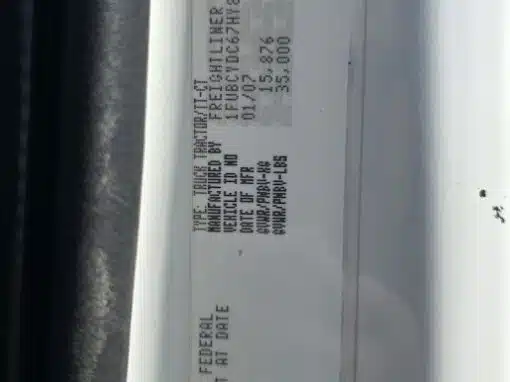 TYPE: TRUCK TRACTOR/TT-CT
MANUFACTURED BY FREIGHTLINER
VEHICLE ID NO 1FUBCYDC67HY8
DATE OF MFR 01/07
GVWR/PNBV-KG 15,876
GVWR/PNBV-LBS 35,000
FEDERAL
T AT DATE